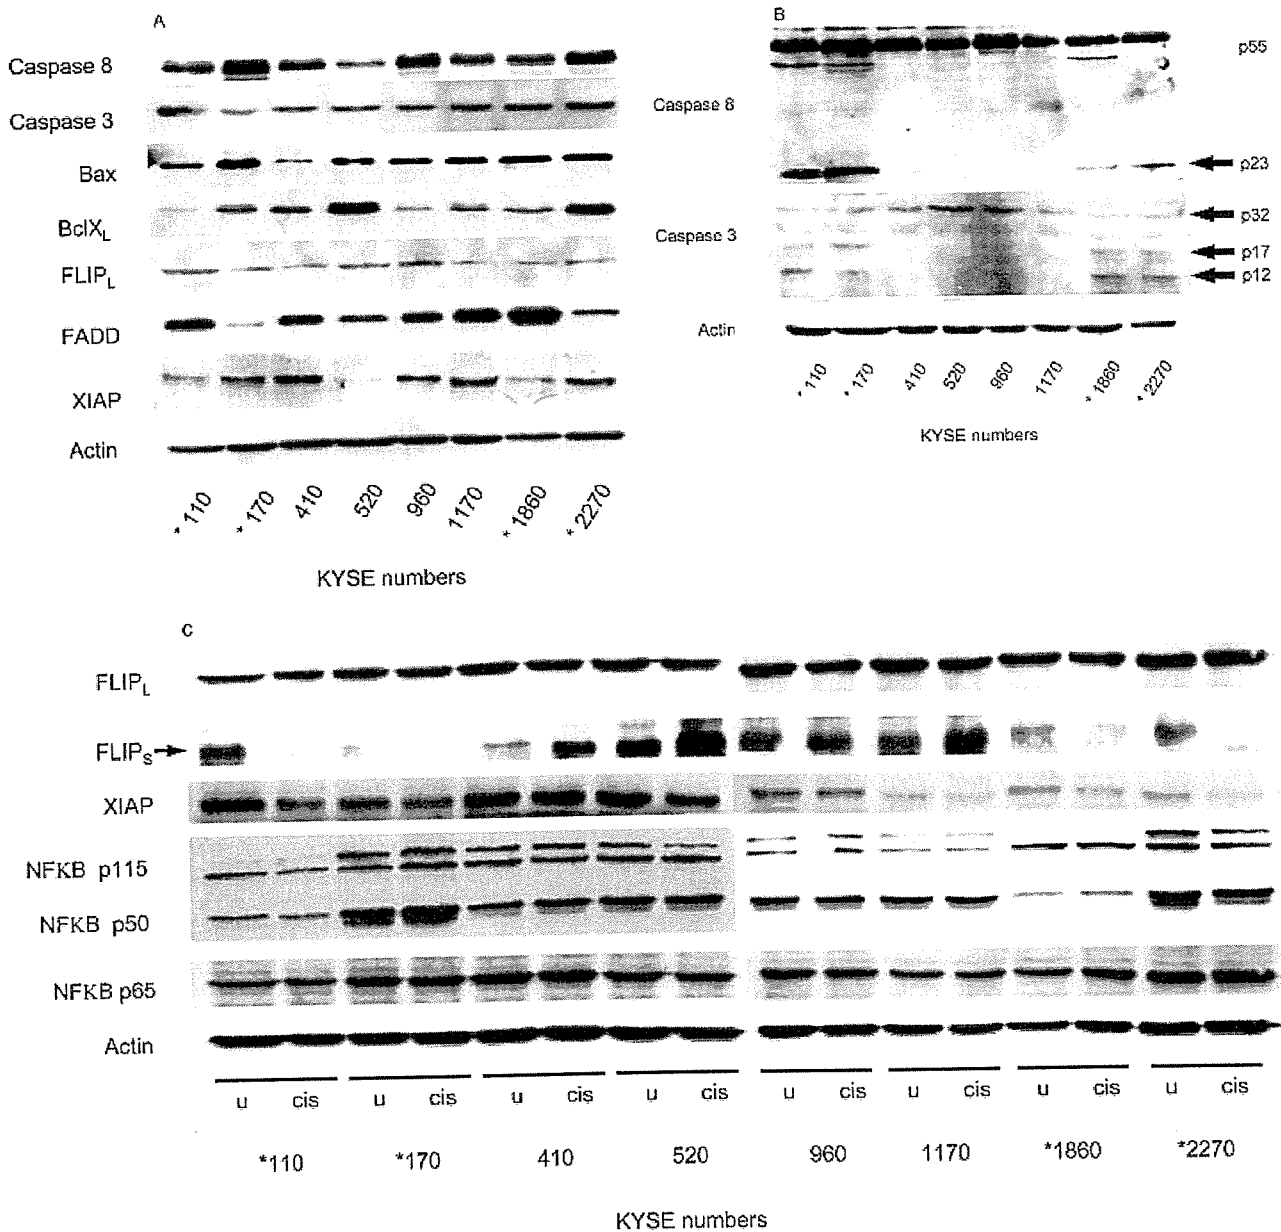 A
Caspase 8
Caspase 3
Bax
BclXL
FLIPL
FADD
XIAP
Actin
* 110
* 170
410
520
960
1170
* 1860
* 2270
KYSE numbers
B
p55
Caspase 8
p23
p32
Caspase 3
p17
p12
Actin
* 110
* 170
410
520
960
1170
* 1860
* 2270
KYSE numbers
C
FLIPL
FLIPS
XIAP
NFKB p115
NFKB p50
NFKB p65
Actin
u cis u cis u cis u cis u cis u cis u cis u cis
*110 *170 410 520 960 1170 *1860 *2270
KYSE numbers